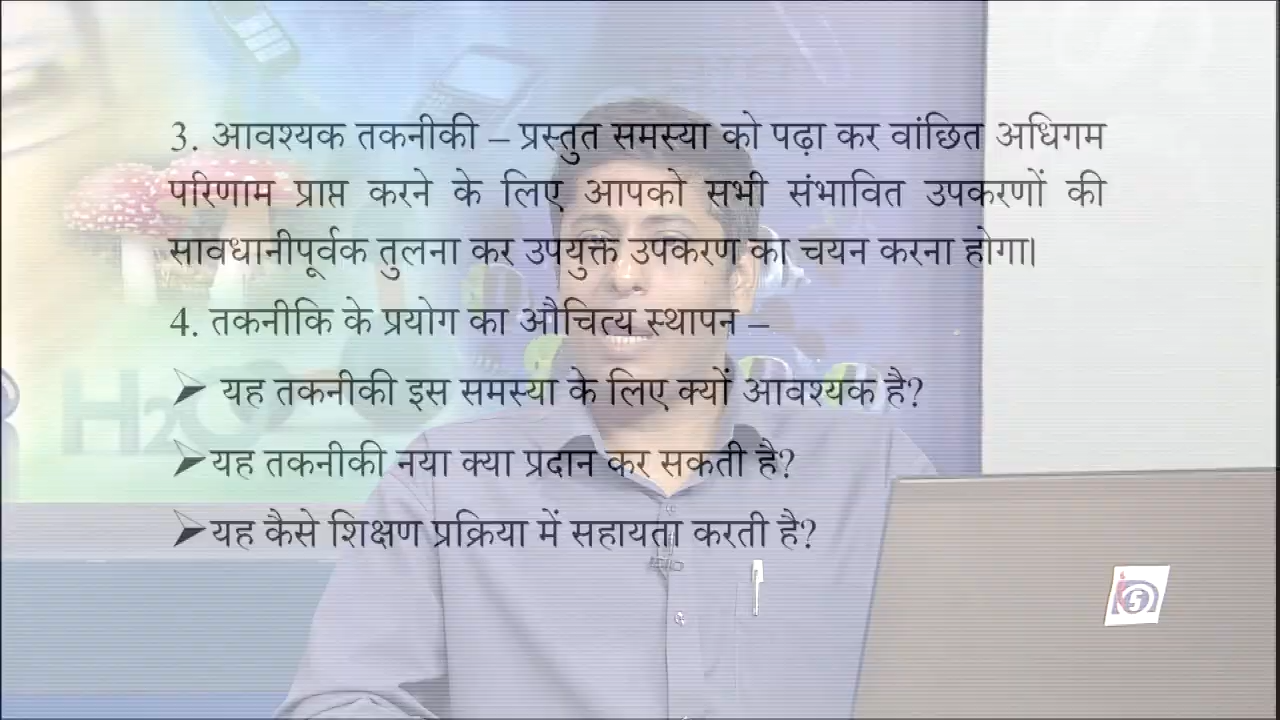 3. आवश्यक तकनीकी – प्रस्तुत समस्या को पढ़ा कर वांछित अधिगम
परिणाम प्राप्त करने के लिए आपको सभी संभावित उपकरणों की
सावधानीपूर्वक तुलना कर उपयुक्त उपकरण का चयन करना होगा।
4. तकनीकि के प्रयोग का औचित्य स्थापन –
➢ यह तकनीकी इस समस्या के लिए क्यों आवश्यक है?
➢यह तकनीकी नया क्या प्रदान कर सकती है?
➢यह कैसे शिक्षण प्रक्रिया में सहायता करती है?
H2O
5